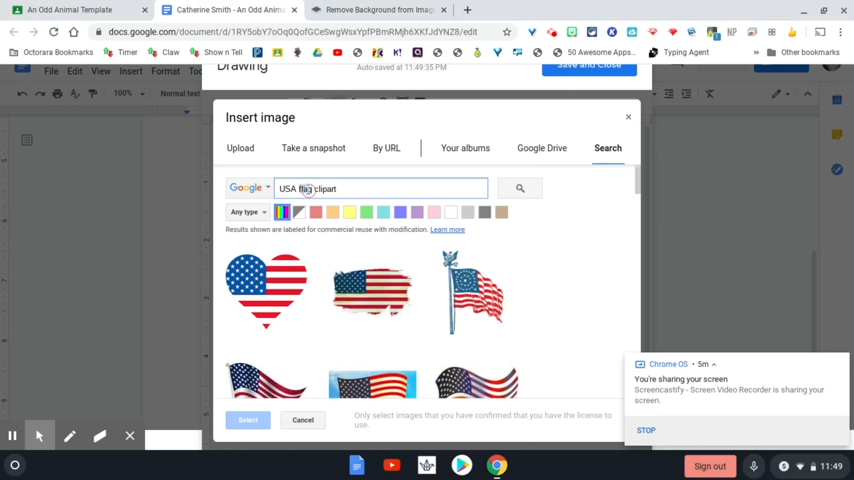 An Odd Animal Template
Catherine Smith - An Odd Anim
Remove Background from Imag
docs.google.com/document/d/1RY5obY7oOq0QofGCeSwgWsxYpfPBmRMjh6XKfJdYNZ8/edit
Octorara Bookmarks
Timer
Claw
Show n Tell
50 Awesome Apps...
Typing Agent
Other bookmarks
File Edit View Insert Format
Drawing
Auto-saved at 11:49:35 PM
Save and Close
100%
Normal text
Insert image
Upload
Take a snapshot
By URL
Your albums
Google Drive
Search
Google
USA flag clipart
Any type
Results shown are labeled for commercial reuse with modification. Learn more
Chrome OS • 5m
You're sharing your screen
Screencastify - Screen Video Recorder is sharing your
screen.
STOP
Select
Cancel
Only select images that you have confirmed that you have the license to
use.
Sign out
11:49